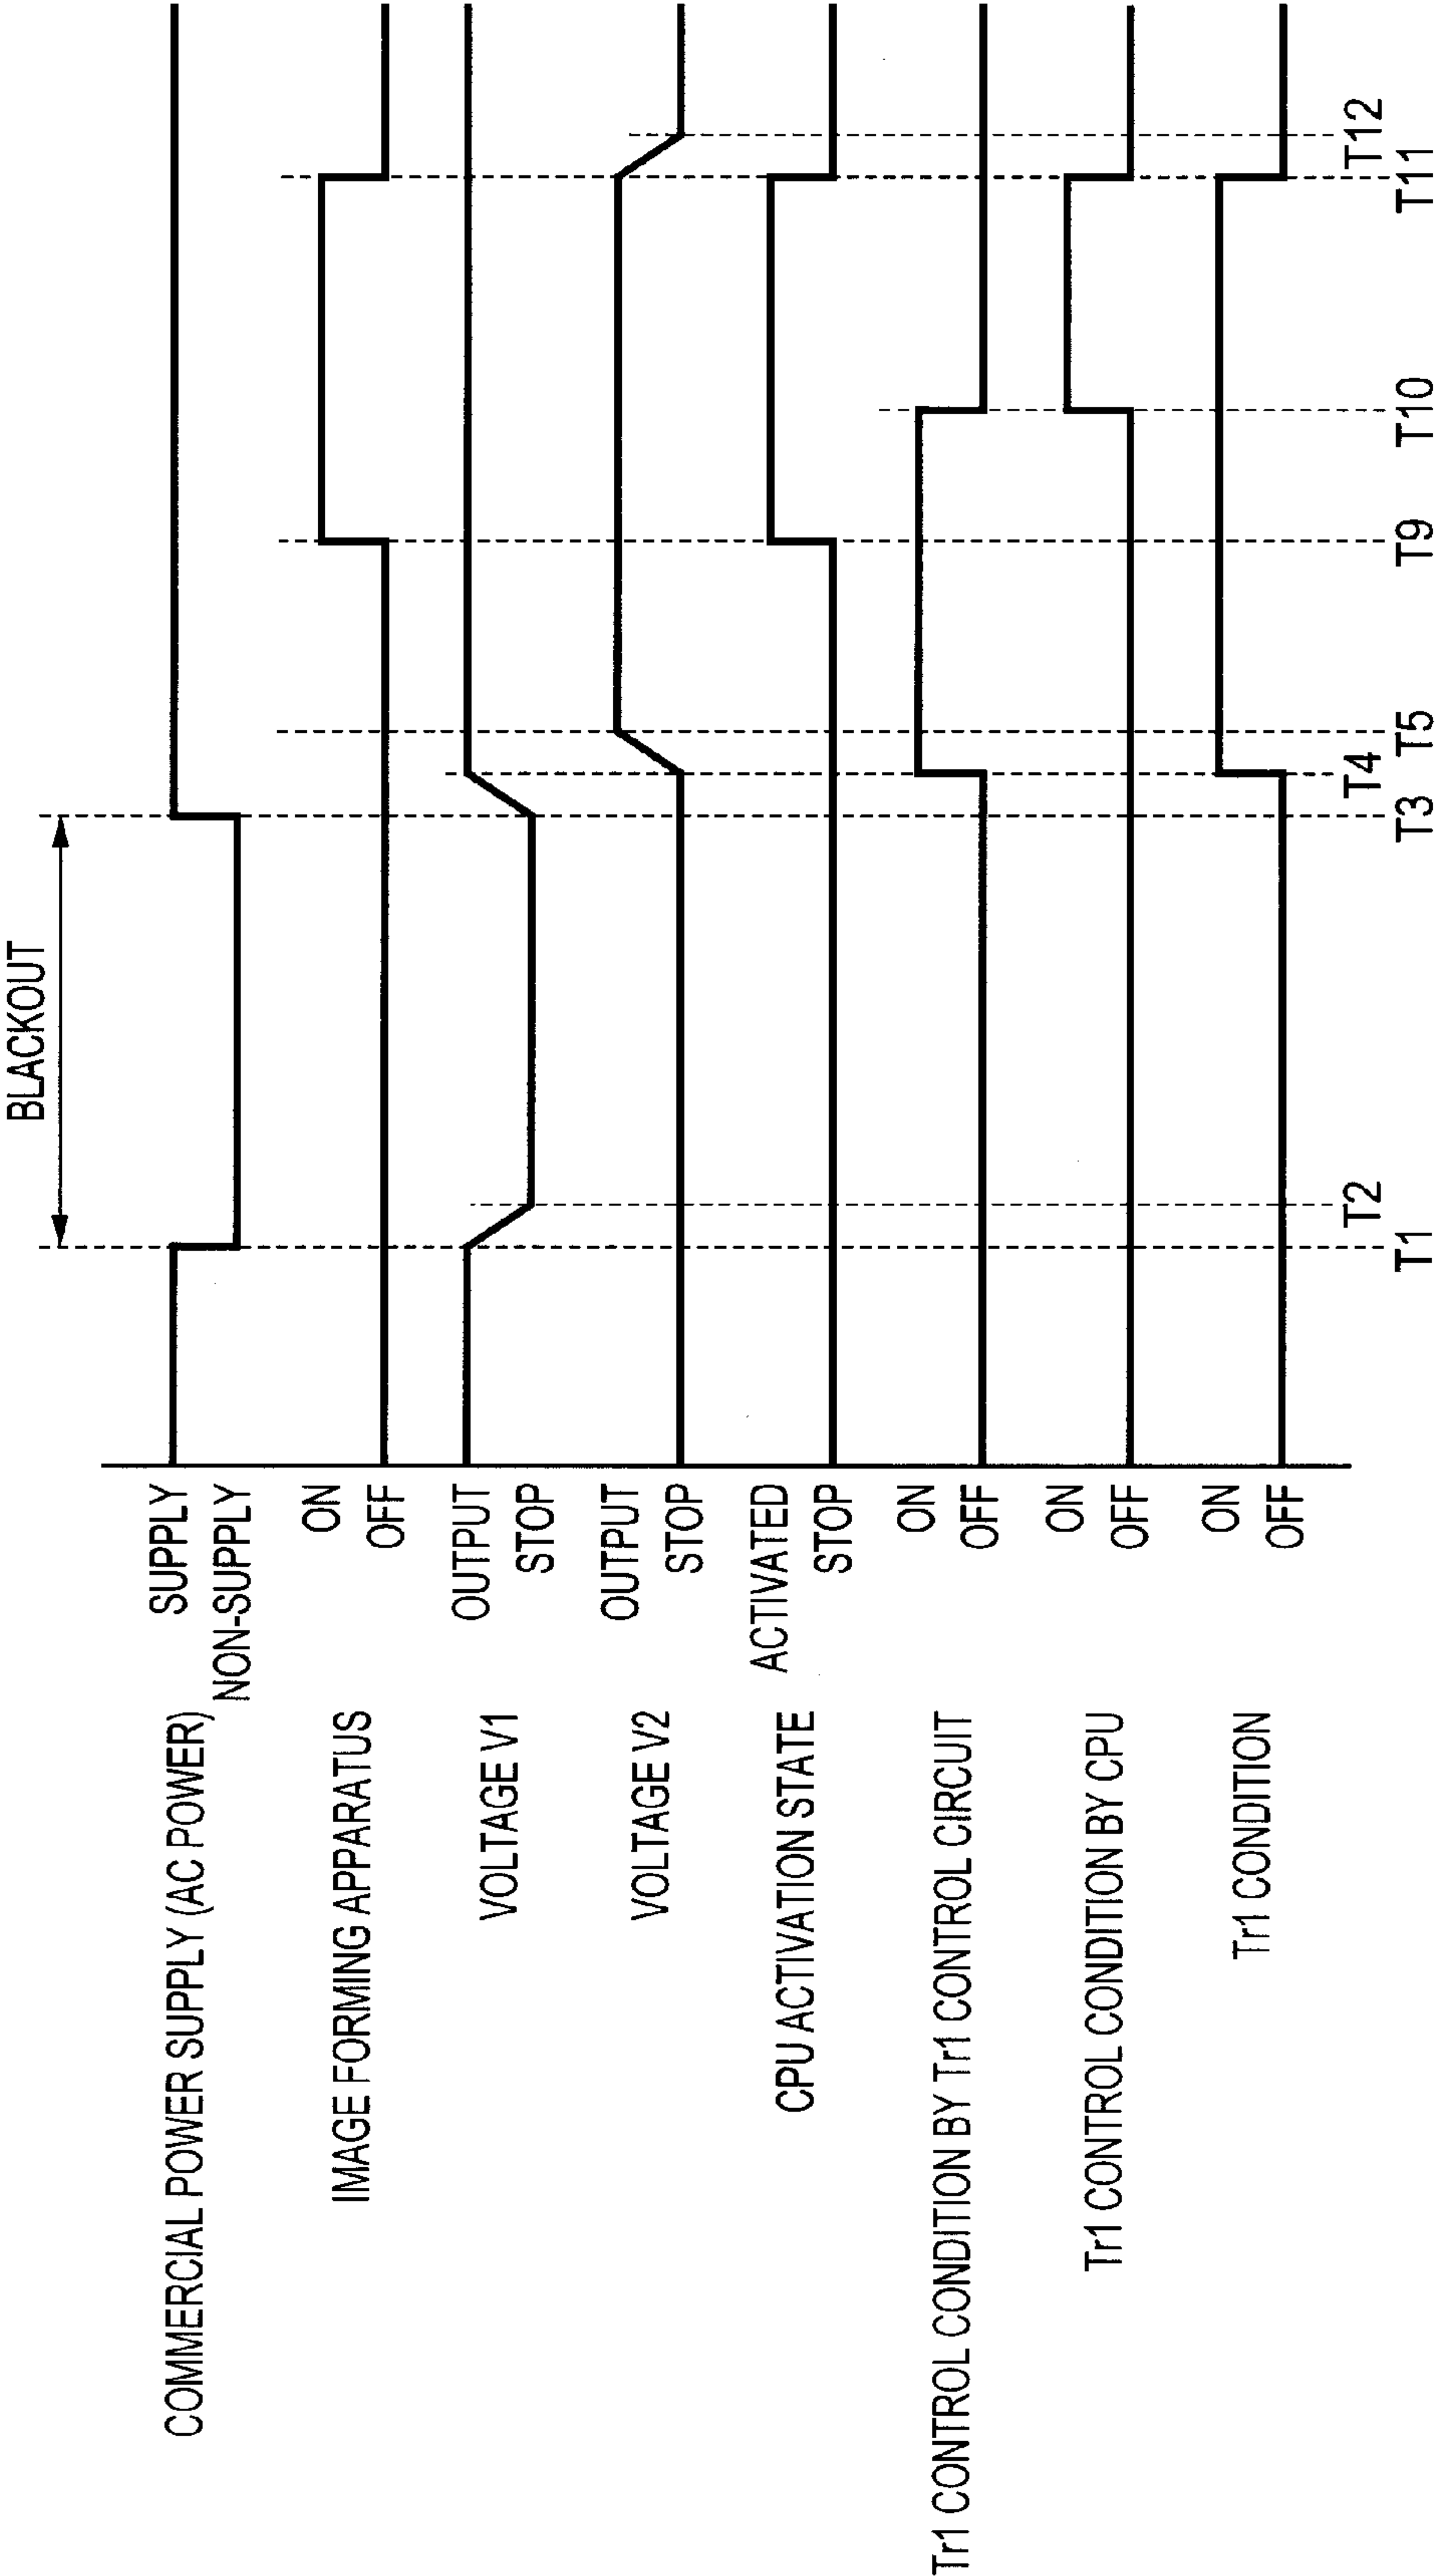 BLACKOUT
COMMERCIAL POWER SUPPLY (AC POWER)
SUPPLY
NON-SUPPLY
IMAGE FORMING APPARATUS
ON
OFF
VOLTAGE V1
OUTPUT
STOP
VOLTAGE V2
OUTPUT
STOP
CPU ACTIVATION STATE
ACTIVATED
STOP
Tr1 CONTROL CONDITION BY Tr1 CONTROL CIRCUIT
ON
OFF
Tr1 CONTROL CONDITION BY CPU
ON
OFF
Tr1 CONDITION
ON
OFF
T1
T2
T3
T4
T5
T9
T10
T11
T12